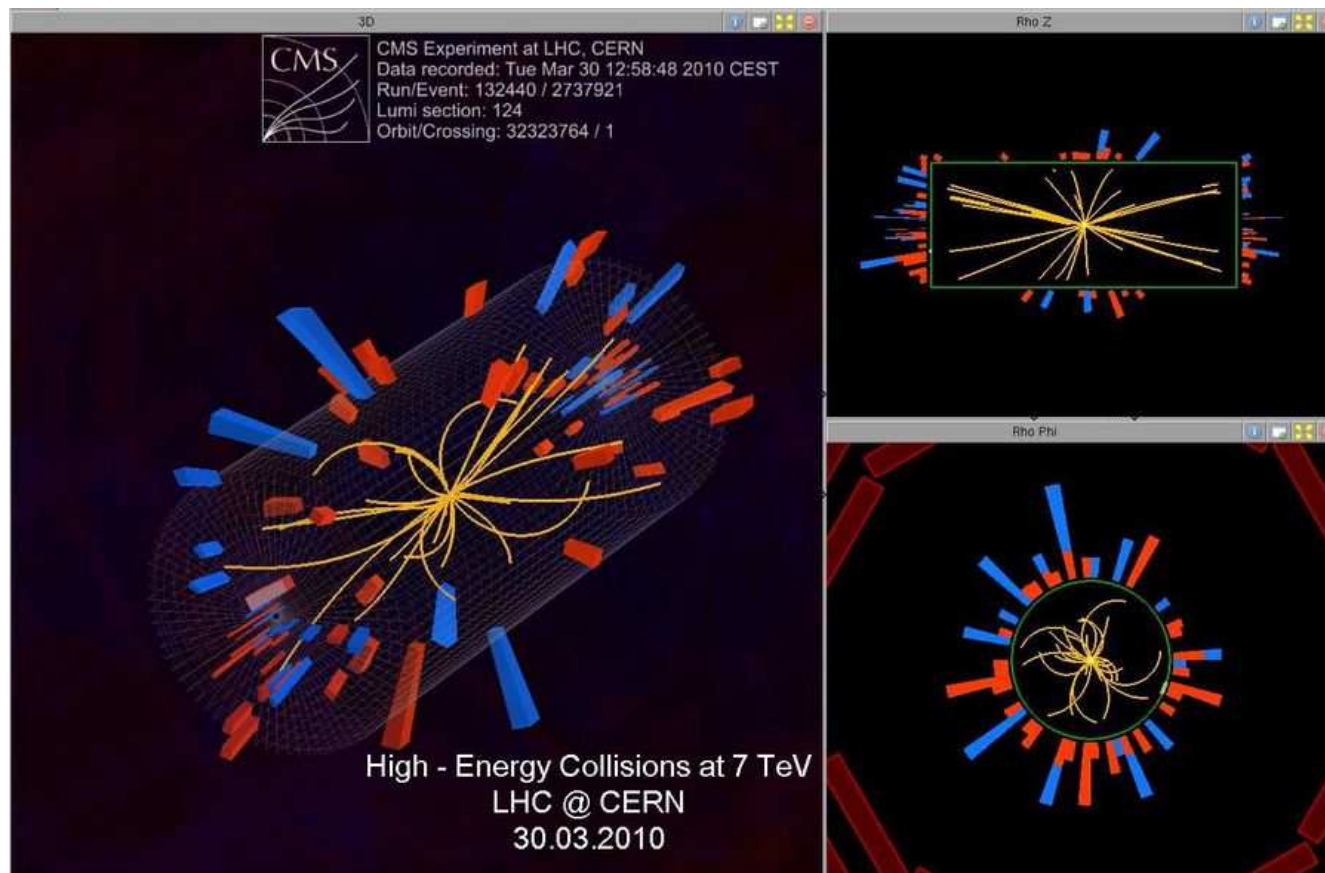 3D
CMS
CMS Experiment at LHC, CERN
Data recorded: Tue Mar 30 12:58:48 2010 CEST
Run/Event: 132440 / 2737921
Lumi section: 124
Orbit/Crossing: 32323764 / 1
High - Energy Collisions at 7 TeV
LHC @ CERN
30.03.2010
Rho Z
Rho Phi